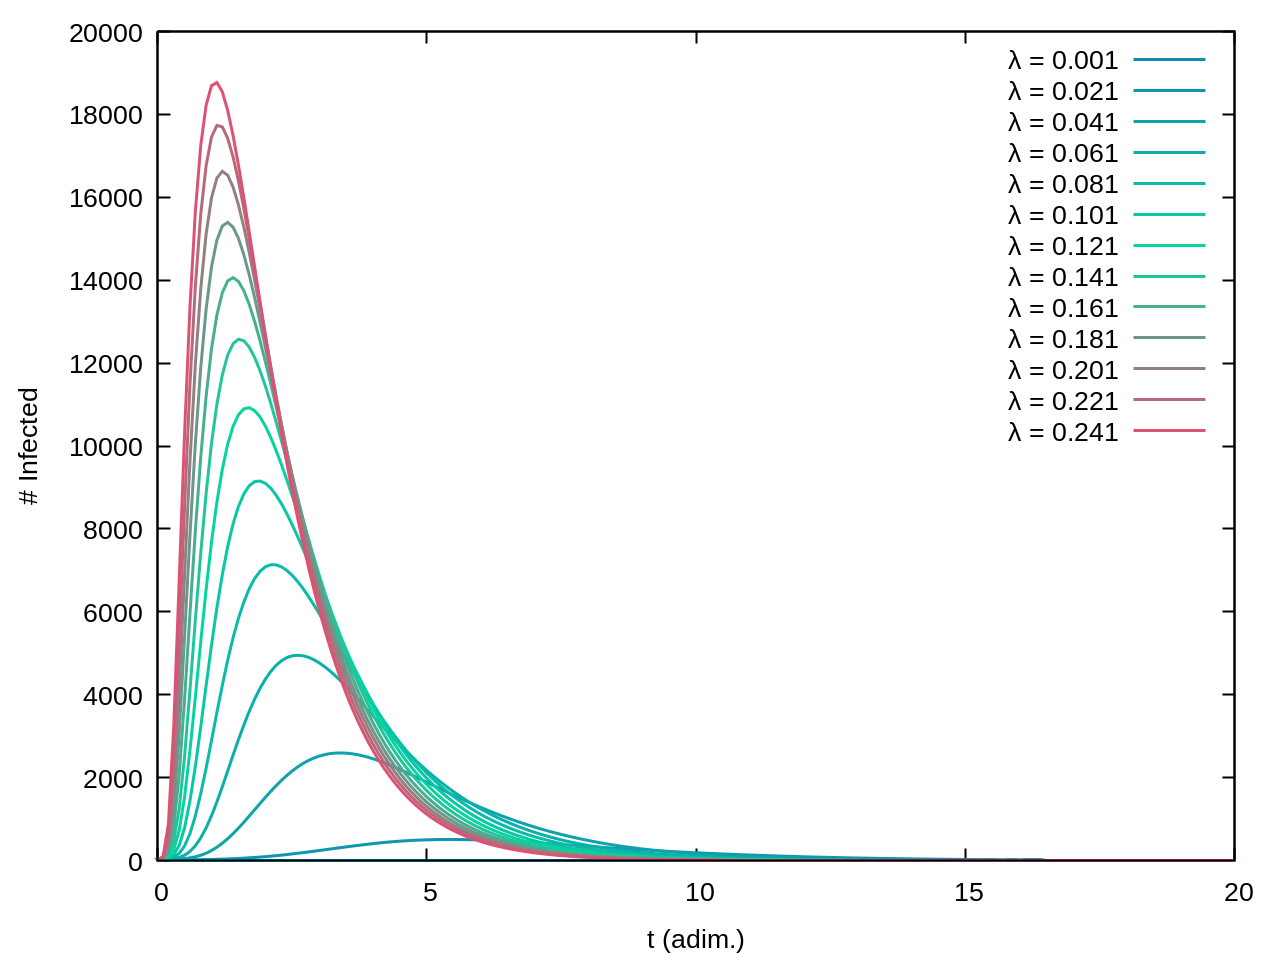 20000
18000
16000
14000
12000
10000
8000
6000
4000
2000
0
# Infected
λ = 0.001
λ = 0.021
λ = 0.041
λ = 0.061
λ = 0.081
λ = 0.101
λ = 0.121
λ = 0.141
λ = 0.161
λ = 0.181
λ = 0.201
λ = 0.221
λ = 0.241
0 5 10 15 20
t (adim.)